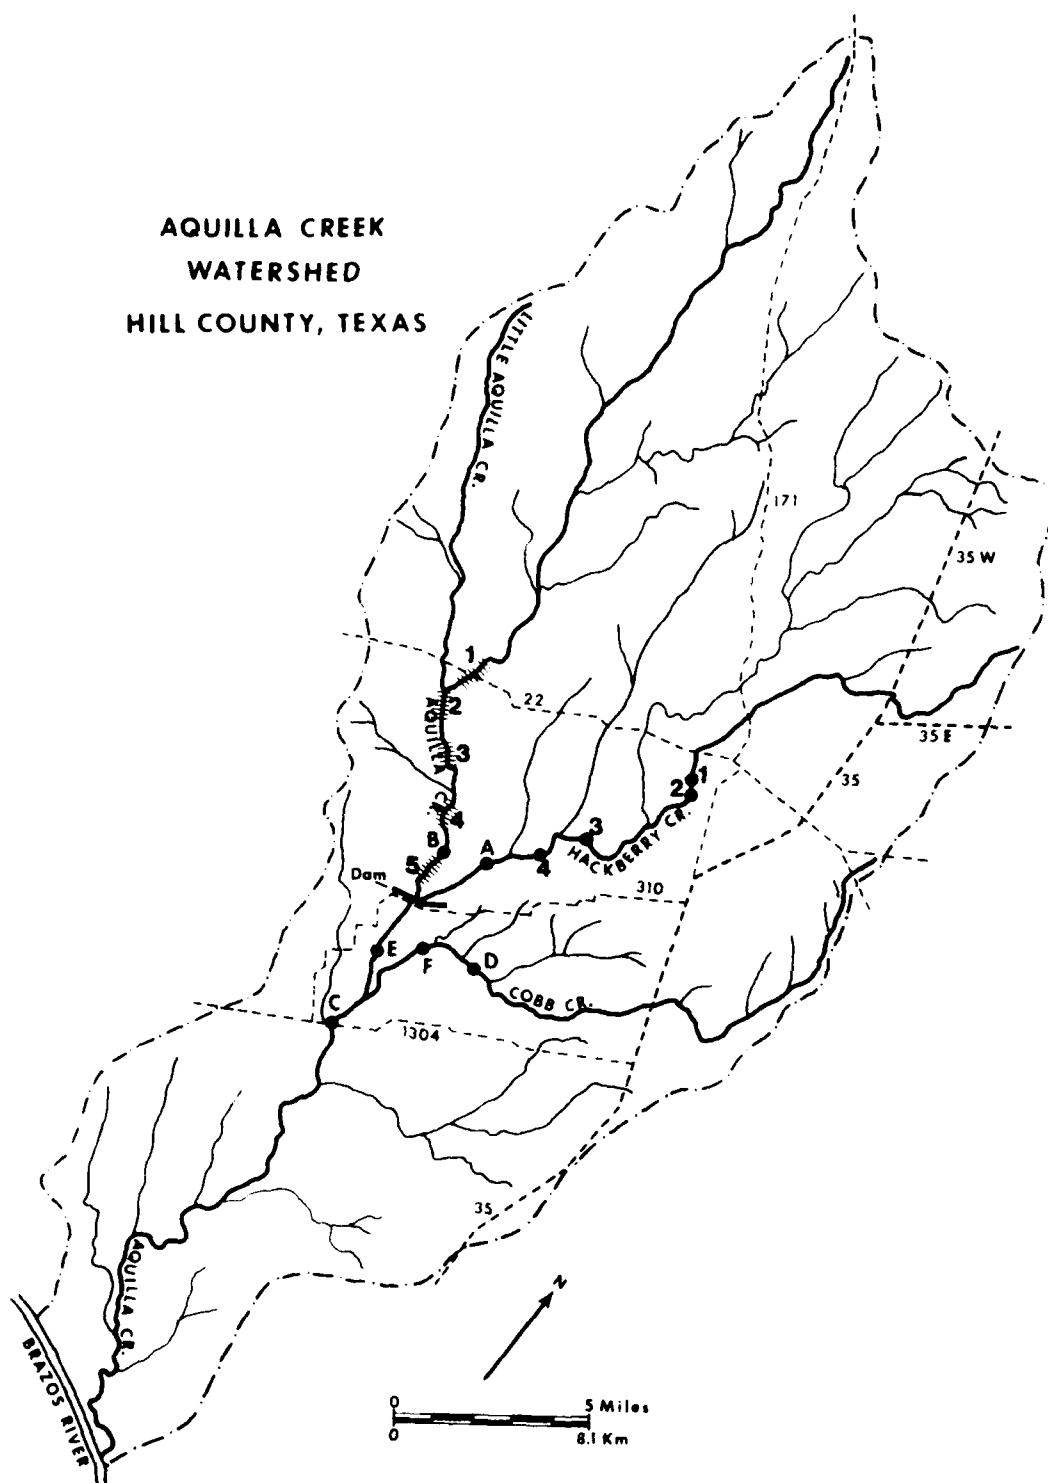 AQUILLA CREEK
WATERSHED
HILL COUNTY, TEXAS
LITTLE AQUILLA CR.
171
35 W
1
22
2
AQUILLA CR.
3
35 E
35
4
B
5
Dam
A
4
3
2
1
HACKBERRY CR.
310
E
F
D
COBB CR.
C
1304
35
AQUILLA CR.
BRAZOS RIVER
N
0
5 Miles
0
8.1 Km